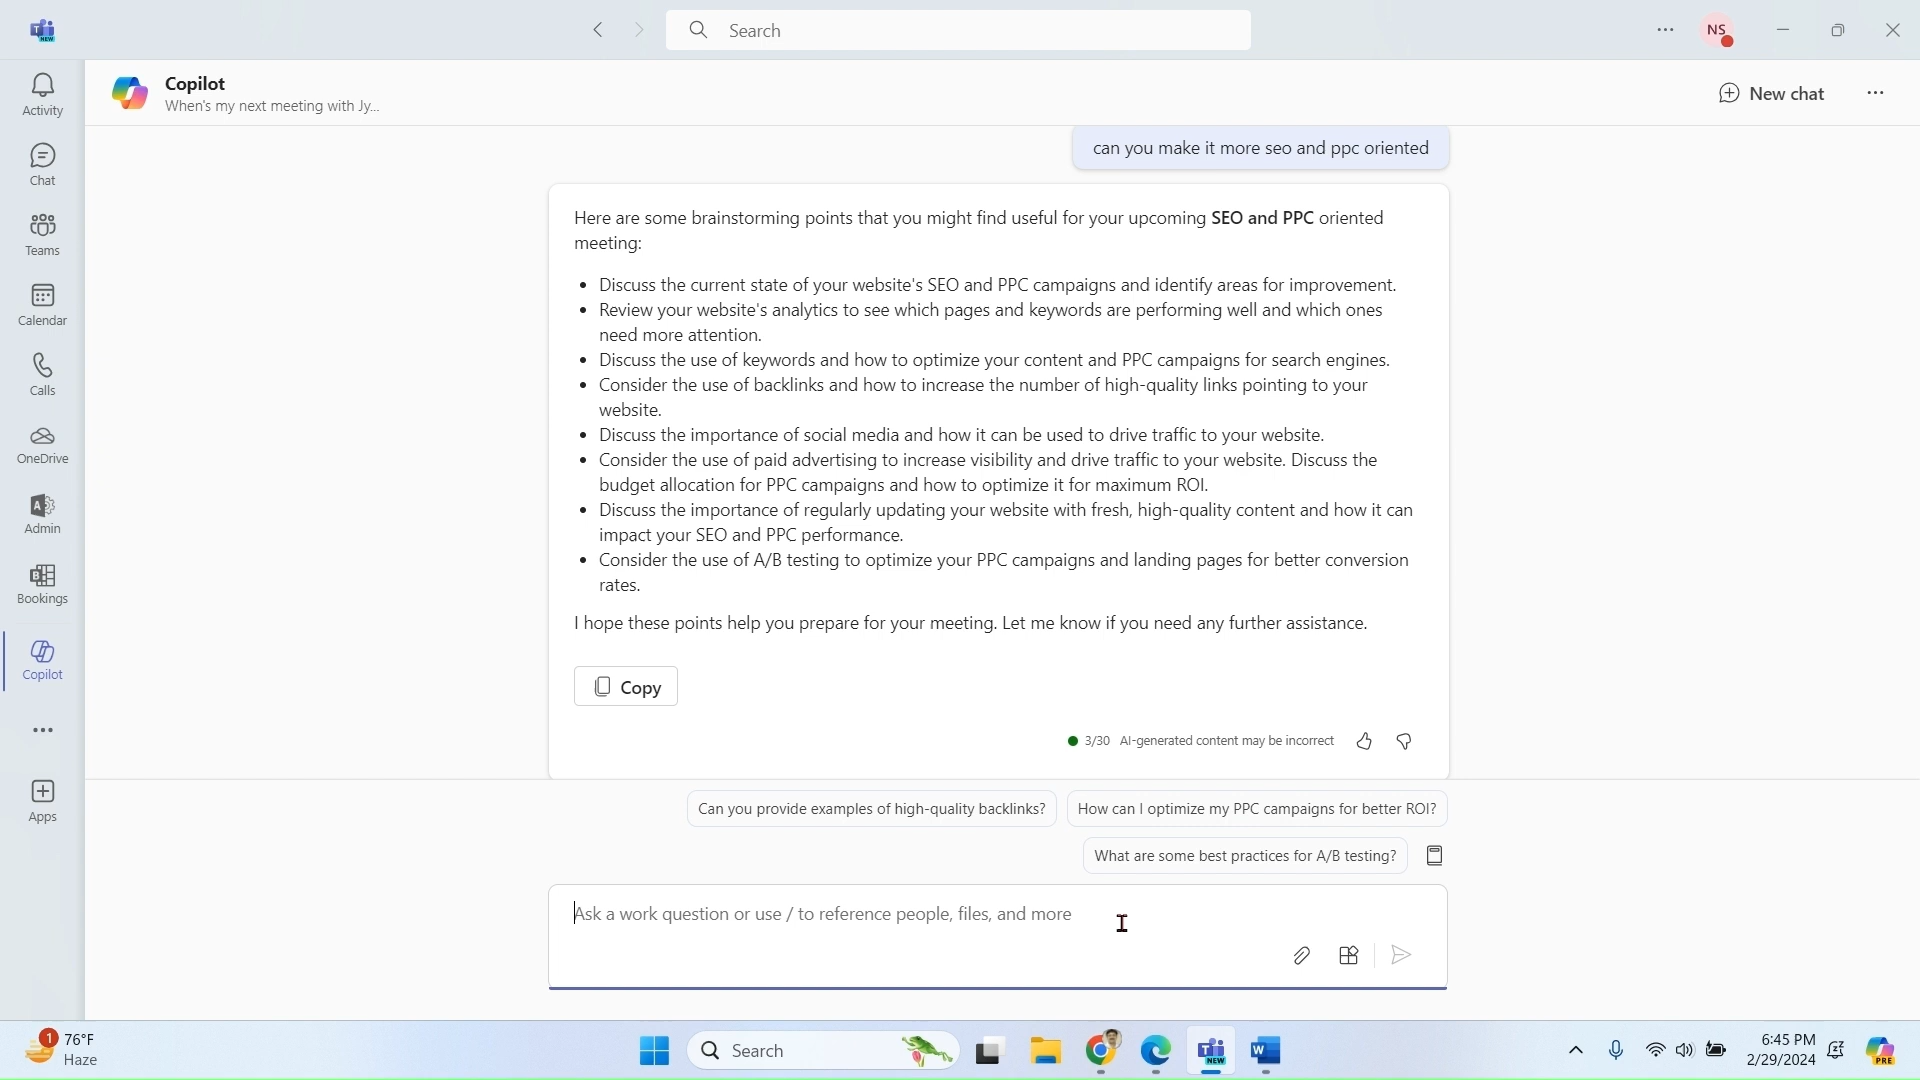 Search
NS
Copilot
When's my next meeting with Jy...
New chat
Activity
Chat
Teams
Calendar
Calls
OneDrive
Admin
Bookings
Copilot
Apps
can you make it more seo and ppc oriented
Here are some brainstorming points that you might find useful for your upcoming SEO and PPC oriented
meeting:
• Discuss the current state of your website's SEO and PPC campaigns and identify areas for improvement.
• Review your website's analytics to see which pages and keywords are performing well and which ones
need more attention.
• Discuss the use of keywords and how to optimize your content and PPC campaigns for search engines.
• Consider the use of backlinks and how to increase the number of high-quality links pointing to your
website.
• Discuss the importance of social media and how it can be used to drive traffic to your website.
• Consider the use of paid advertising to increase visibility and drive traffic to your website. Discuss the
budget allocation for PPC campaigns and how to optimize it for maximum ROI.
• Discuss the importance of regularly updating your website with fresh, high-quality content and how it can
impact your SEO and PPC performance.
• Consider the use of A/B testing to optimize your PPC campaigns and landing pages for better conversion
rates.
I hope these points help you prepare for your meeting. Let me know if you need any further assistance.
Copy
3/30 AI-generated content may be incorrect
Can you provide examples of high-quality backlinks?
How can I optimize my PPC campaigns for better ROI?
What are some best practices for A/B testing?
Ask a work question or use / to reference people, files, and more
1
76°F
Haze
Search
NEW
W
6:45 PM
2/29/2024
PRE